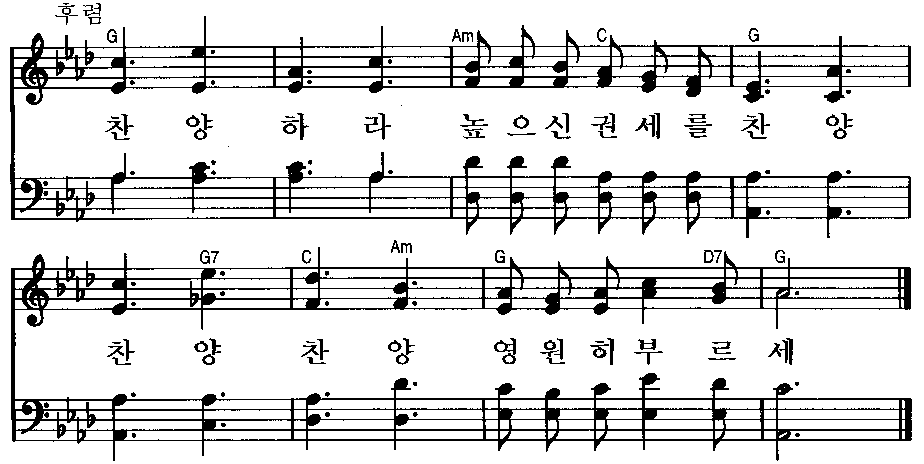 후렴
G Am C G
찬 양 하 라 높 으 신 권 세 를 찬 양
G7 C Am G D7 G
찬 양 찬 양 영 원 히 부 르 세